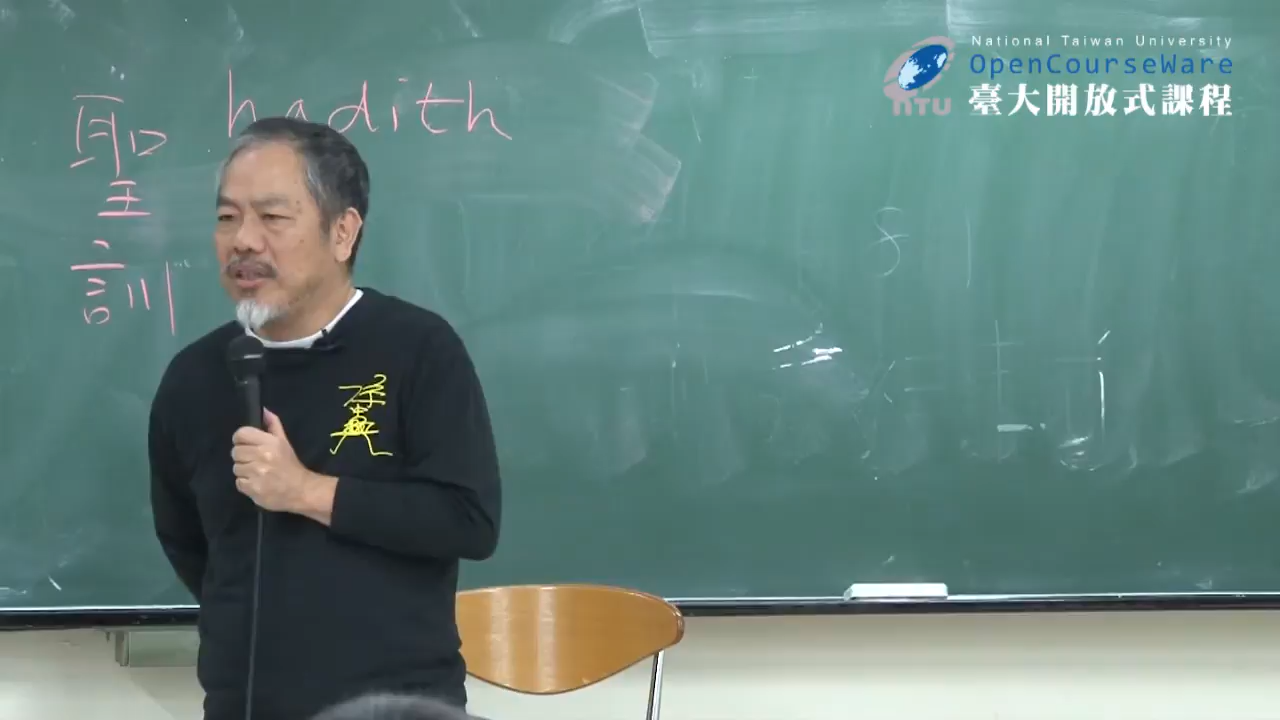 National Taiwan University
OpenCourseWare
臺大開放式課程
NTU
聖訓
hadith